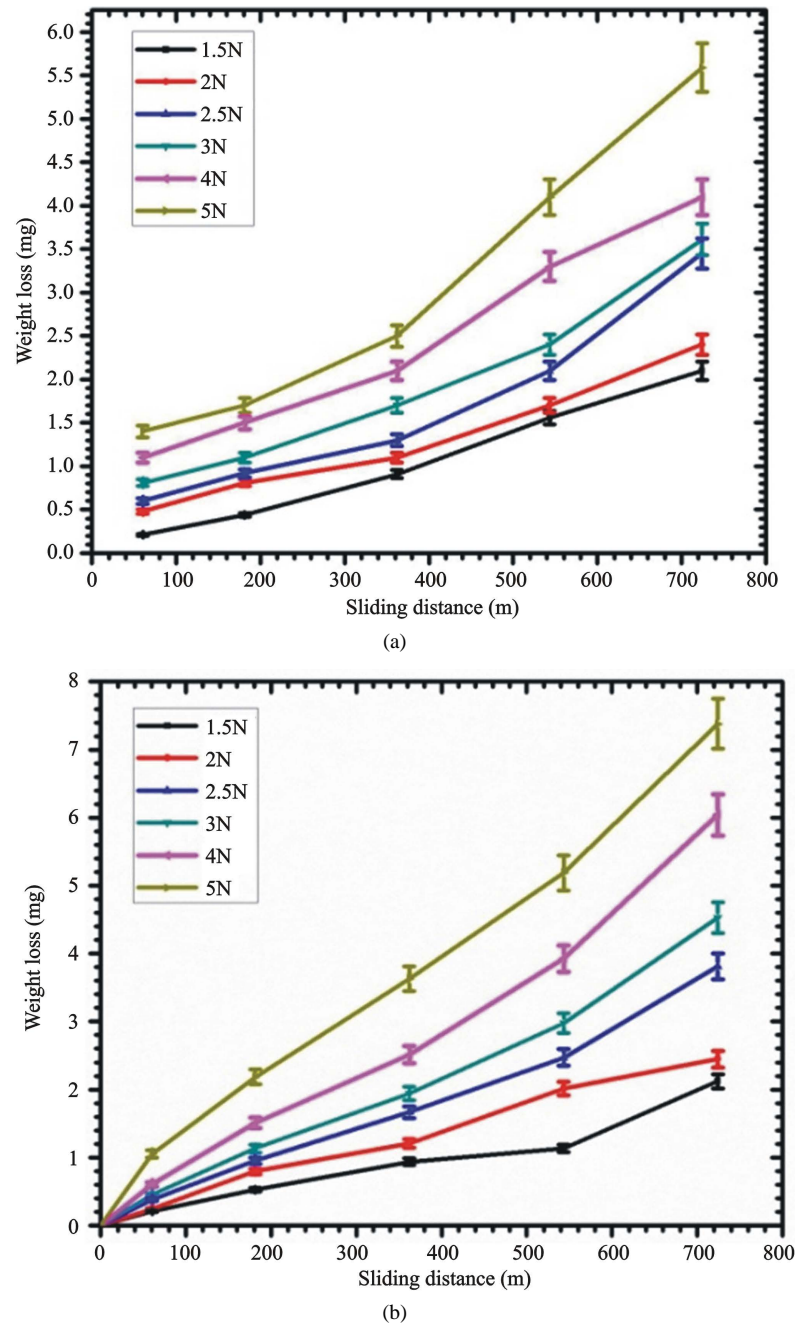 6.0
5.5
5.0
4.5
4.0
3.5
3.0
2.5
2.0
1.5
1.0
0.5
0.0
Weight loss (mg)
1.5N
2N
2.5N
3N
4N
5N
0 100 200 300 400 500 600 700 800
Sliding distance (m)
(a)
8
7
6
5
4
3
2
1
0
Weight loss (mg)
1.5N
2N
2.5N
3N
4N
5N
0 100 200 300 400 500 600 700 800
Sliding distance (m)
(b)